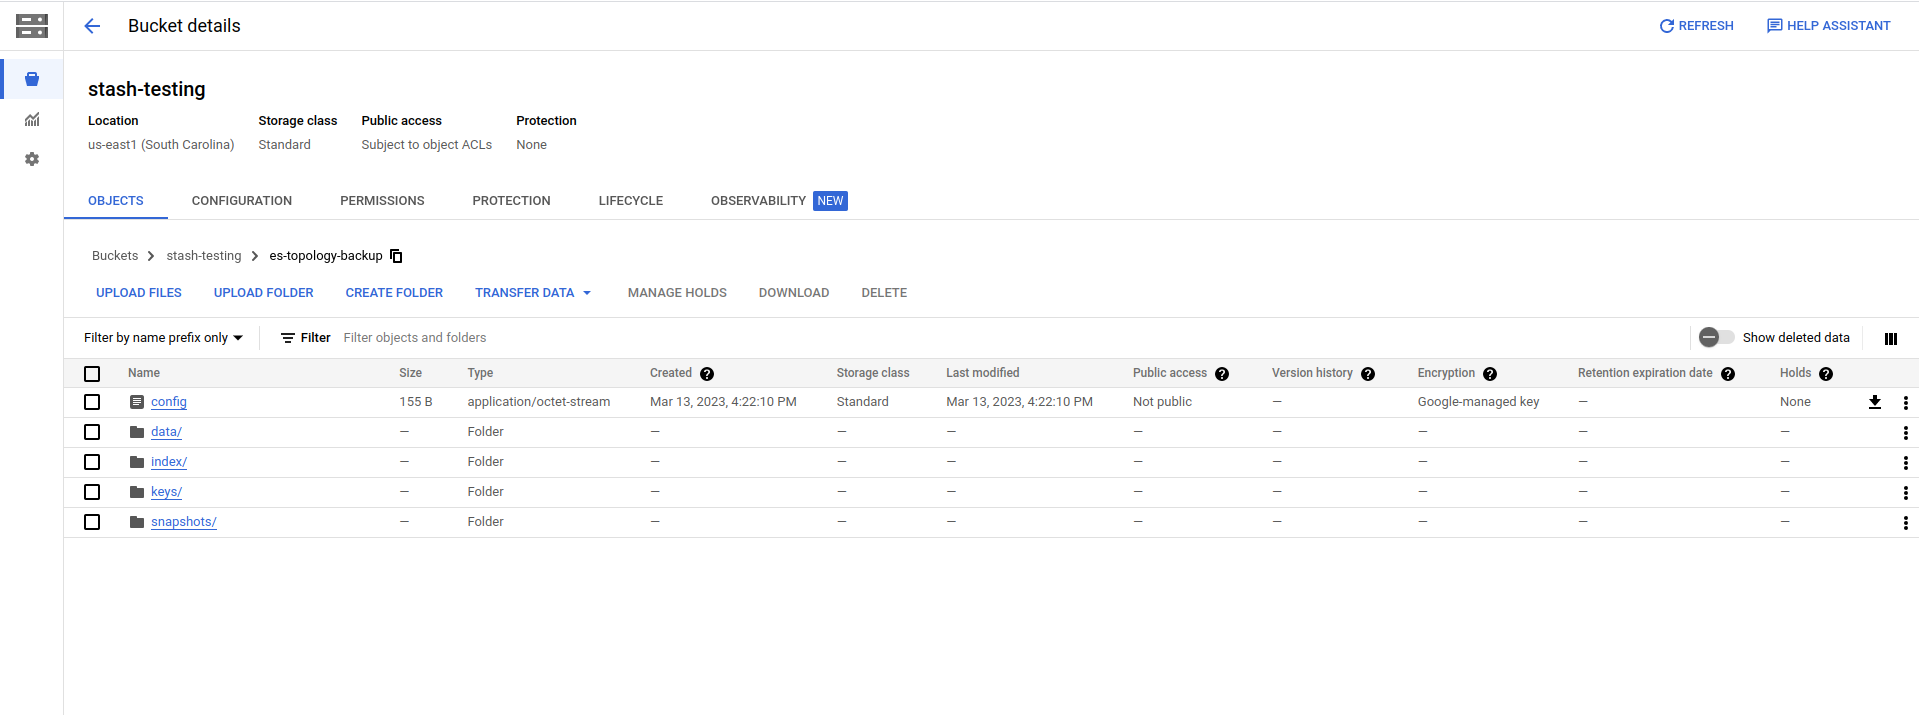 Bucket details
REFRESH
HELP ASSISTANT
stash-testing
Location Storage class Public access Protection
us-east1 (South Carolina) Standard Subject to object ACLs None
OBJECTS CONFIGURATION PERMISSIONS PROTECTION LIFECYCLE OBSERVABILITY NEW
Buckets > stash-testing > es-topology-backup
UPLOAD FILES UPLOAD FOLDER CREATE FOLDER TRANSFER DATA MANAGE HOLDS DOWNLOAD DELETE
Filter by name prefix only Filter Filter objects and folders Show deleted data
Name Size Type Created Storage class Last modified Public access Version history Encryption Retention expiration date Holds
config 155 B application/octet-stream Mar 13, 2023, 4:22:10 PM Standard Mar 13, 2023, 4:22:10 PM Not public — Google-managed key — None
data/ — Folder — — — — — — — —
index/ — Folder — — — — — — — —
keys/ — Folder — — — — — — — —
snapshots/ — Folder — — — — — — — —